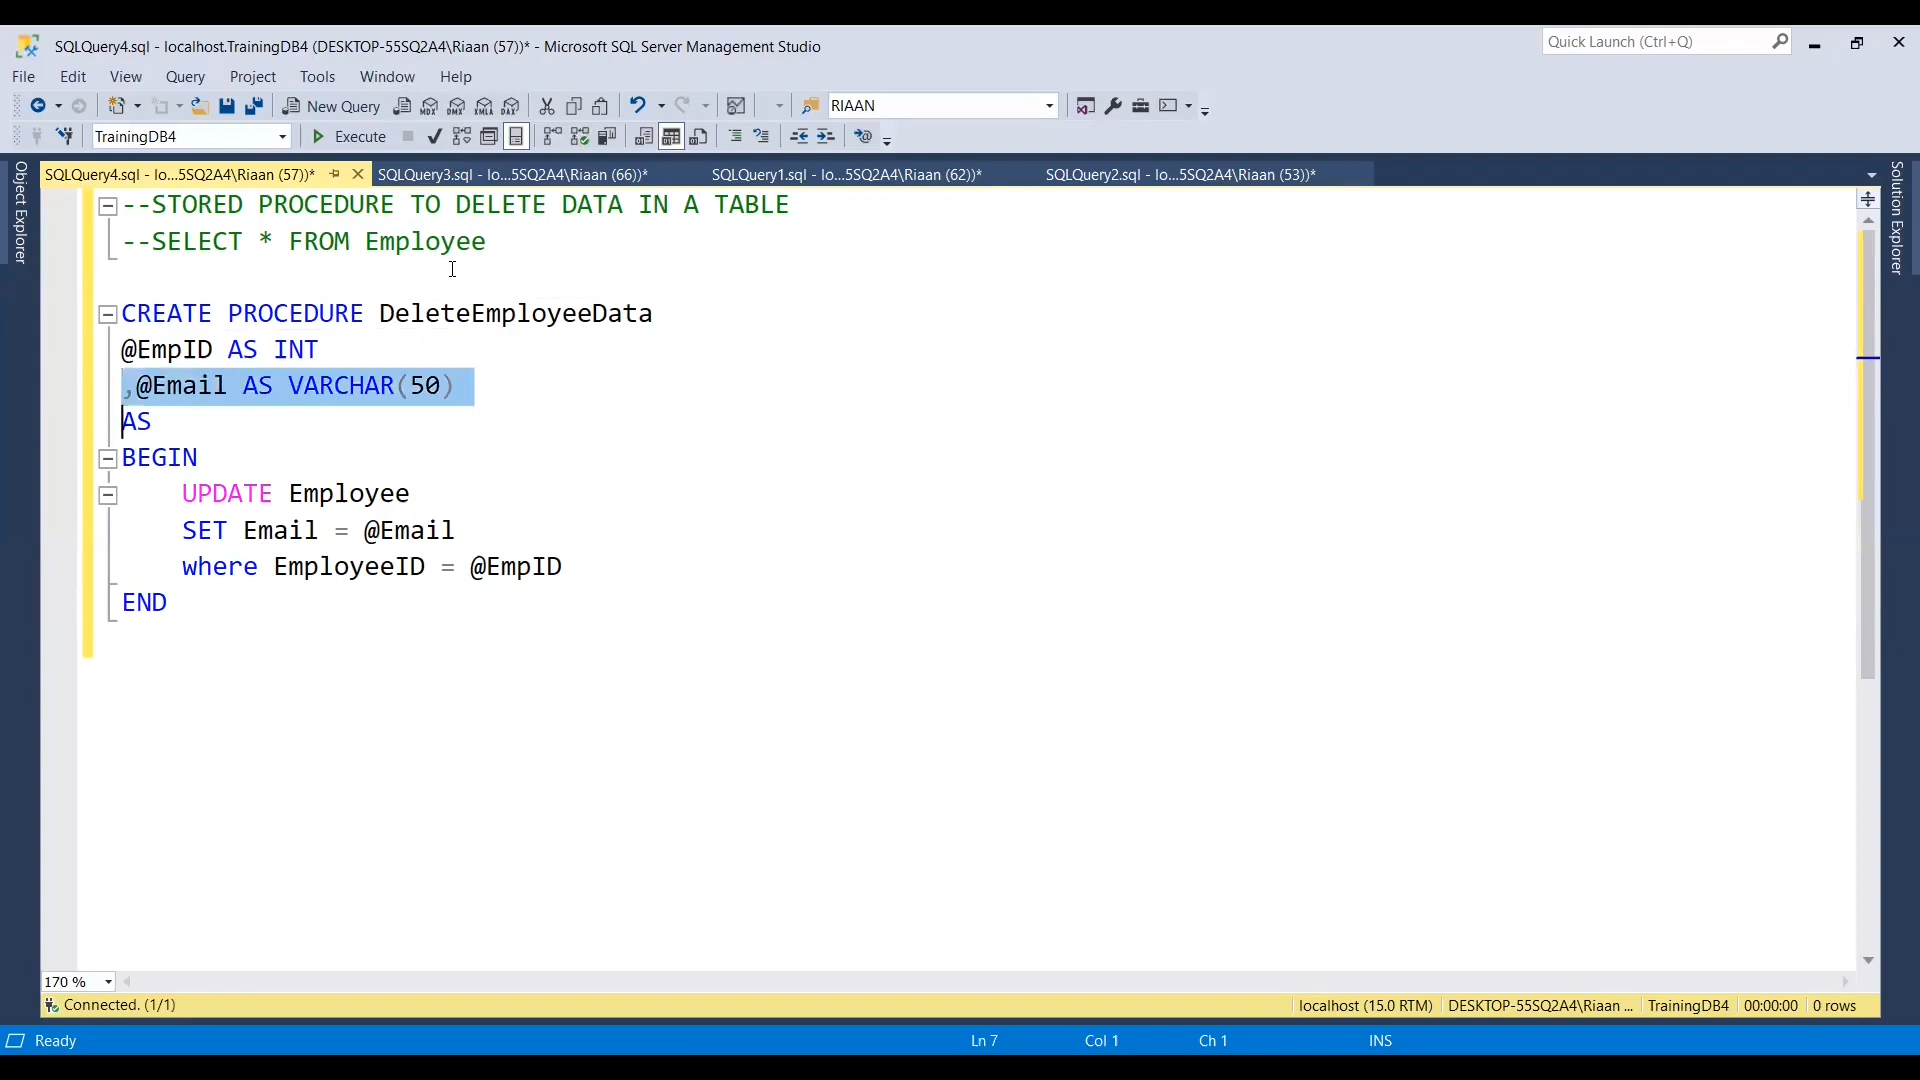 SQLQuery4.sql - localhost.TrainingDB4 (DESKTOP-55SQ2A4\Riaan (57))* - Microsoft SQL Server Management Studio
Quick Launch (Ctrl+Q)
File Edit View Query Project Tools Window Help
New Query MDX DMX XMLA DAX RIAAN
TrainingDB4 Execute
Object Explorer
SQLQuery4.sql - lo...5SQ2A4\Riaan (57))* SQLQuery3.sql - lo...5SQ2A4\Riaan (66))* SQLQuery1.sql - lo...5SQ2A4\Riaan (62))* SQLQuery2.sql - lo...5SQ2A4\Riaan (53))*
Solution Explorer
--STORED PROCEDURE TO DELETE DATA IN A TABLE
--SELECT * FROM Employee
CREATE PROCEDURE DeleteEmployeeData
@EmpID AS INT
,@Email AS VARCHAR(50)
AS
BEGIN
UPDATE Employee
SET Email = @Email
where EmployeeID = @EmpID
END
170 %
Connected. (1/1) localhost (15.0 RTM) DESKTOP-55SQ2A4\Riaan ... TrainingDB4 00:00:00 0 rows
Ready Ln 7 Col 1 Ch 1 INS